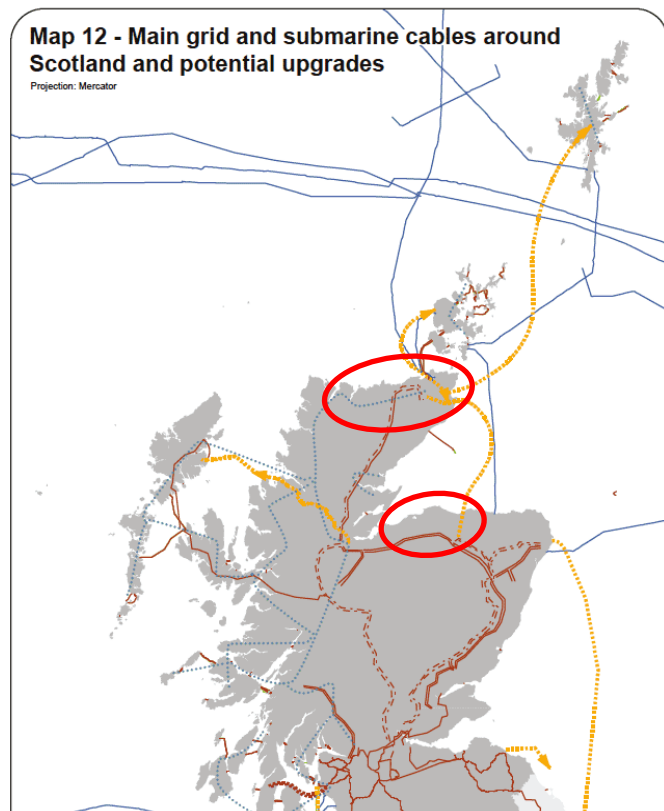 Map 12 - Main grid and submarine cables around
Scotland and potential upgrades
Projection: Mercator